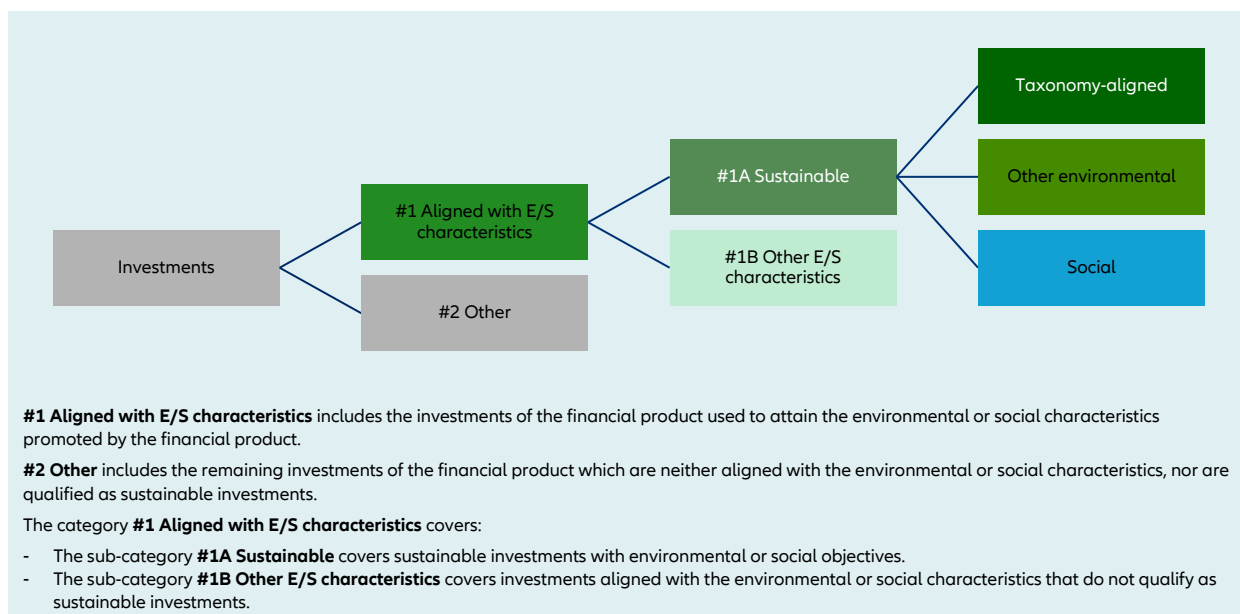 Taxonomy-aligned
#1A Sustainable
Other environmental
#1 Aligned with E/S
characteristics
Investments
#1B Other E/S
characteristics
Social
#2 Other
#1 Aligned with E/S characteristics includes the investments of the financial product used to attain the environmental or social characteristics
promoted by the financial product.
#2 Other includes the remaining investments of the financial product which are neither aligned with the environmental or social characteristics, nor are
qualified as sustainable investments.
The category #1 Aligned with E/S characteristics covers:
- The sub-category #1A Sustainable covers sustainable investments with environmental or social objectives.
- The sub-category #1B Other E/S characteristics covers investments aligned with the environmental or social characteristics that do not qualify as
sustainable investments.